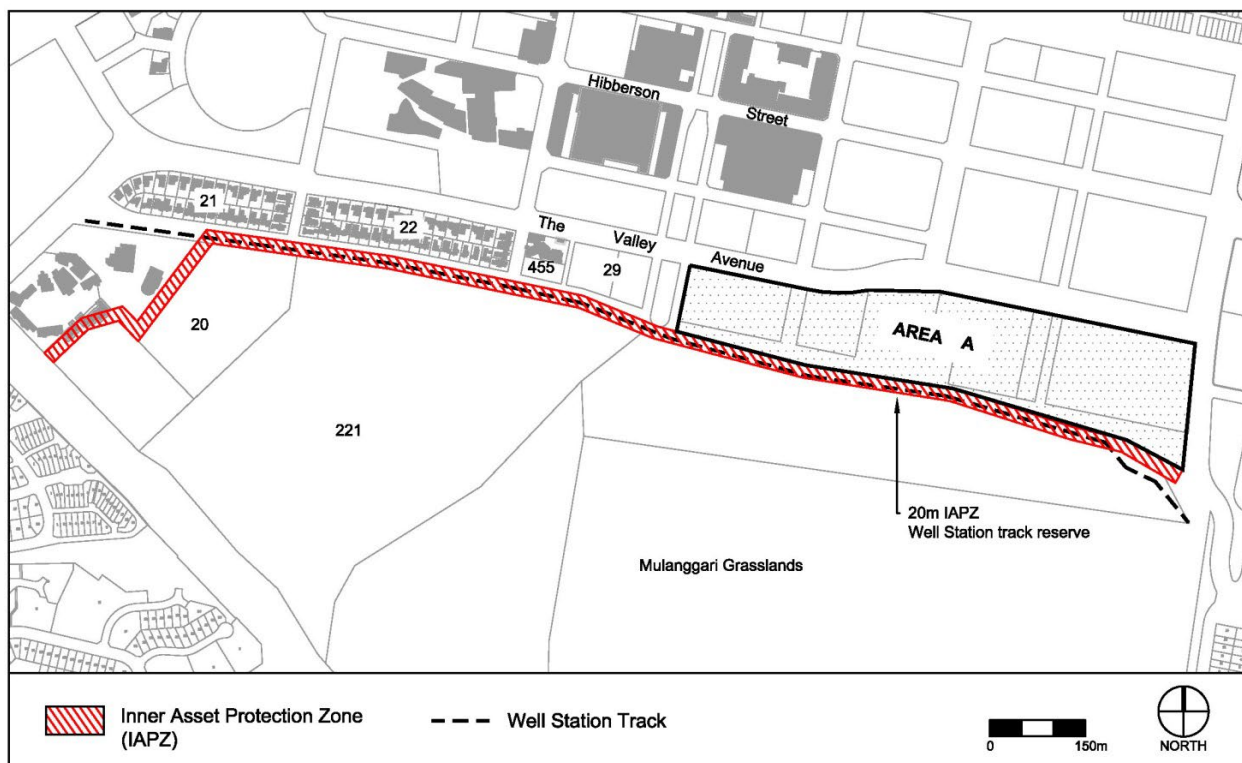 Hibberson
Street
21
22
The
Valley
Avenue
455
29
20
AREA A
221
20m IAPZ
Well Station track reserve
Mulanggari Grasslands
Inner Asset Protection Zone
(IAPZ)
Well Station Track
0
150m
NORTH